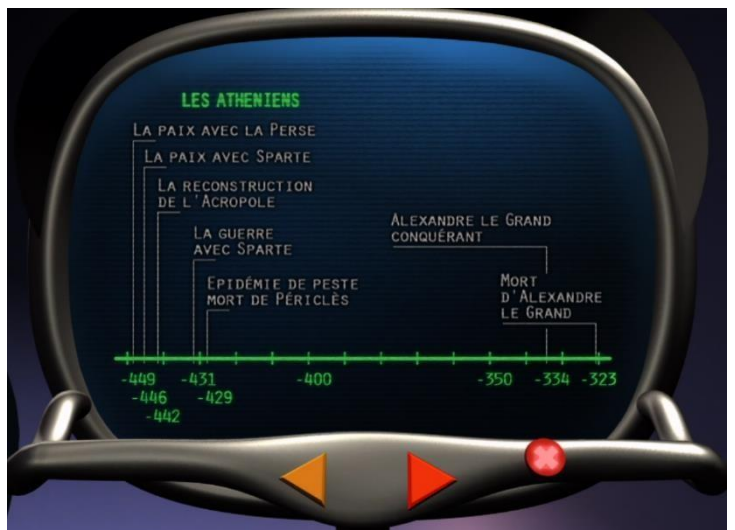 LES ATHENIENS
LA PAIX AVEC LA PERSE
LA PAIX AVEC SPARTE
LA RECONSTRUCTION
DE L'ACROPOLE
LA GUERRE
AVEC SPARTE
EPIDÉMIE DE PESTE
MORT DE PÉRICLÈS
ALEXANDRE LE GRAND
CONQUÉRANT
MORT
D'ALEXANDRE
LE GRAND
-449 -431 -400 -350 -334 -323
-446 -429
-442